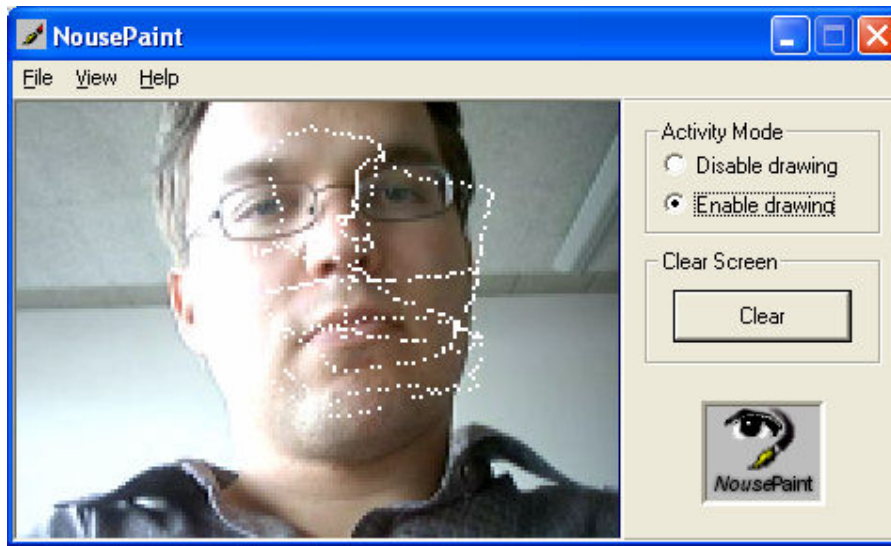 NousePaint
File View Help
Activity Mode
Disable drawing
Enable drawing
Clear Screen
Clear
NousePaint